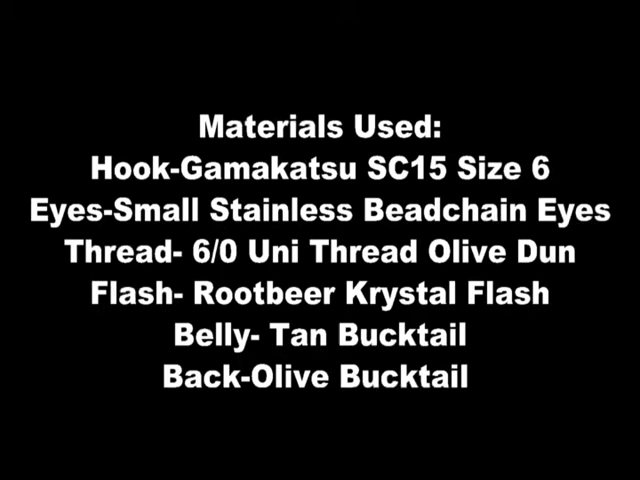 Materials Used:
Hook-Gamakatsu SC15 Size 6
Eyes-Small Stainless Beadchain Eyes
Thread- 6/0 Uni Thread Olive Dun
Flash- Rootbeer Krystal Flash
Belly- Tan Bucktail
Back-Olive Bucktail